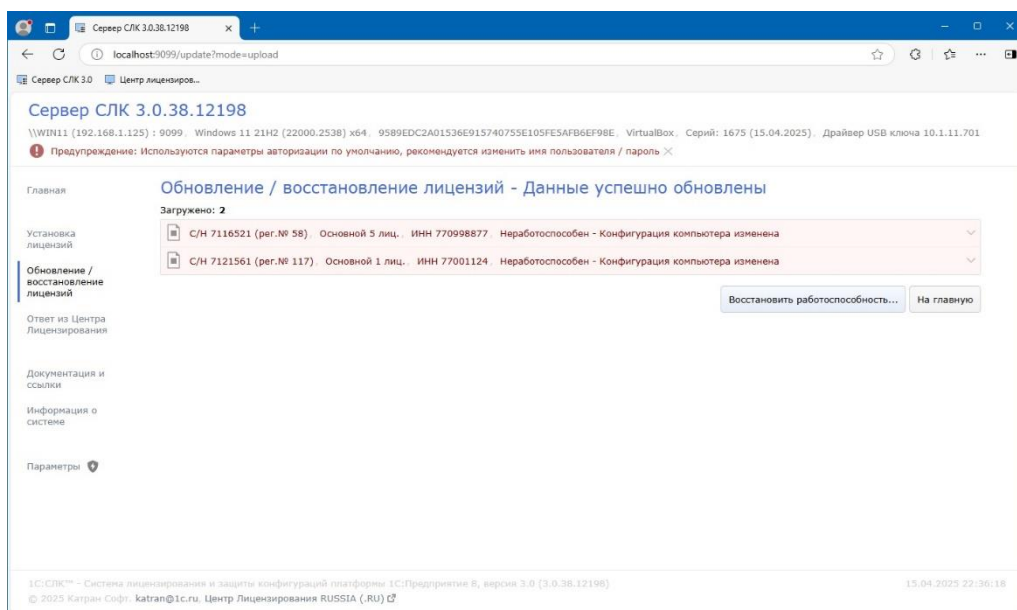 Сервер СЛК 3.0.38.12198
localhost:9099/update?mode=upload
Сервер СЛК 3.0 Центр лицензиров...
Сервер СЛК 3.0.38.12198
\\WIN11 (192.168.1.125) : 9099, Windows 11 21H2 (22000.2538) x64, 9589EDC2A01536E915740755E105FE5AFB6EF98E, VirtualBox, Серий: 1675 (15.04.2025), Драйвер USB ключа 10.1.11.701
Предупреждение: Используются параметры авторизации по умолчанию, рекомендуется изменить имя пользователя / пароль
Главная
Установка
лицензий
Обновление /
восстановление
лицензий
Ответ из Центра
Лицензирования
Документация и
ссылки
Информация о
системе
Параметры
Обновление / восстановление лицензий - Данные успешно обновлены
Загружено: 2
С/Н 7116521 (рег.№ 58), Основной 5 лиц., ИНН 770998877, Неработоспособен - Конфигурация компьютера изменена
С/Н 7121561 (рег.№ 117), Основной 1 лиц., ИНН 77001124, Неработоспособен - Конфигурация компьютера изменена
Восстановить работоспособность... На главную
1С:СЛК™ - Система лицензирования и защиты конфигураций платформы 1С:Предприятие 8, версия 3.0 (3.0.38.12198) 15.04.2025 22:36:18
© 2025 Катран Софт. katran@1c.ru, Центр Лицензирования RUSSIA (.RU)